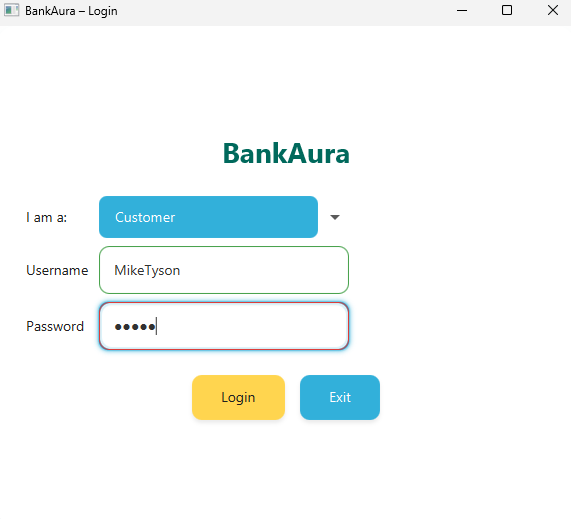 BankAura – Login
BankAura
I am a: Customer
Username MikeTyson
Password •••••
Login Exit